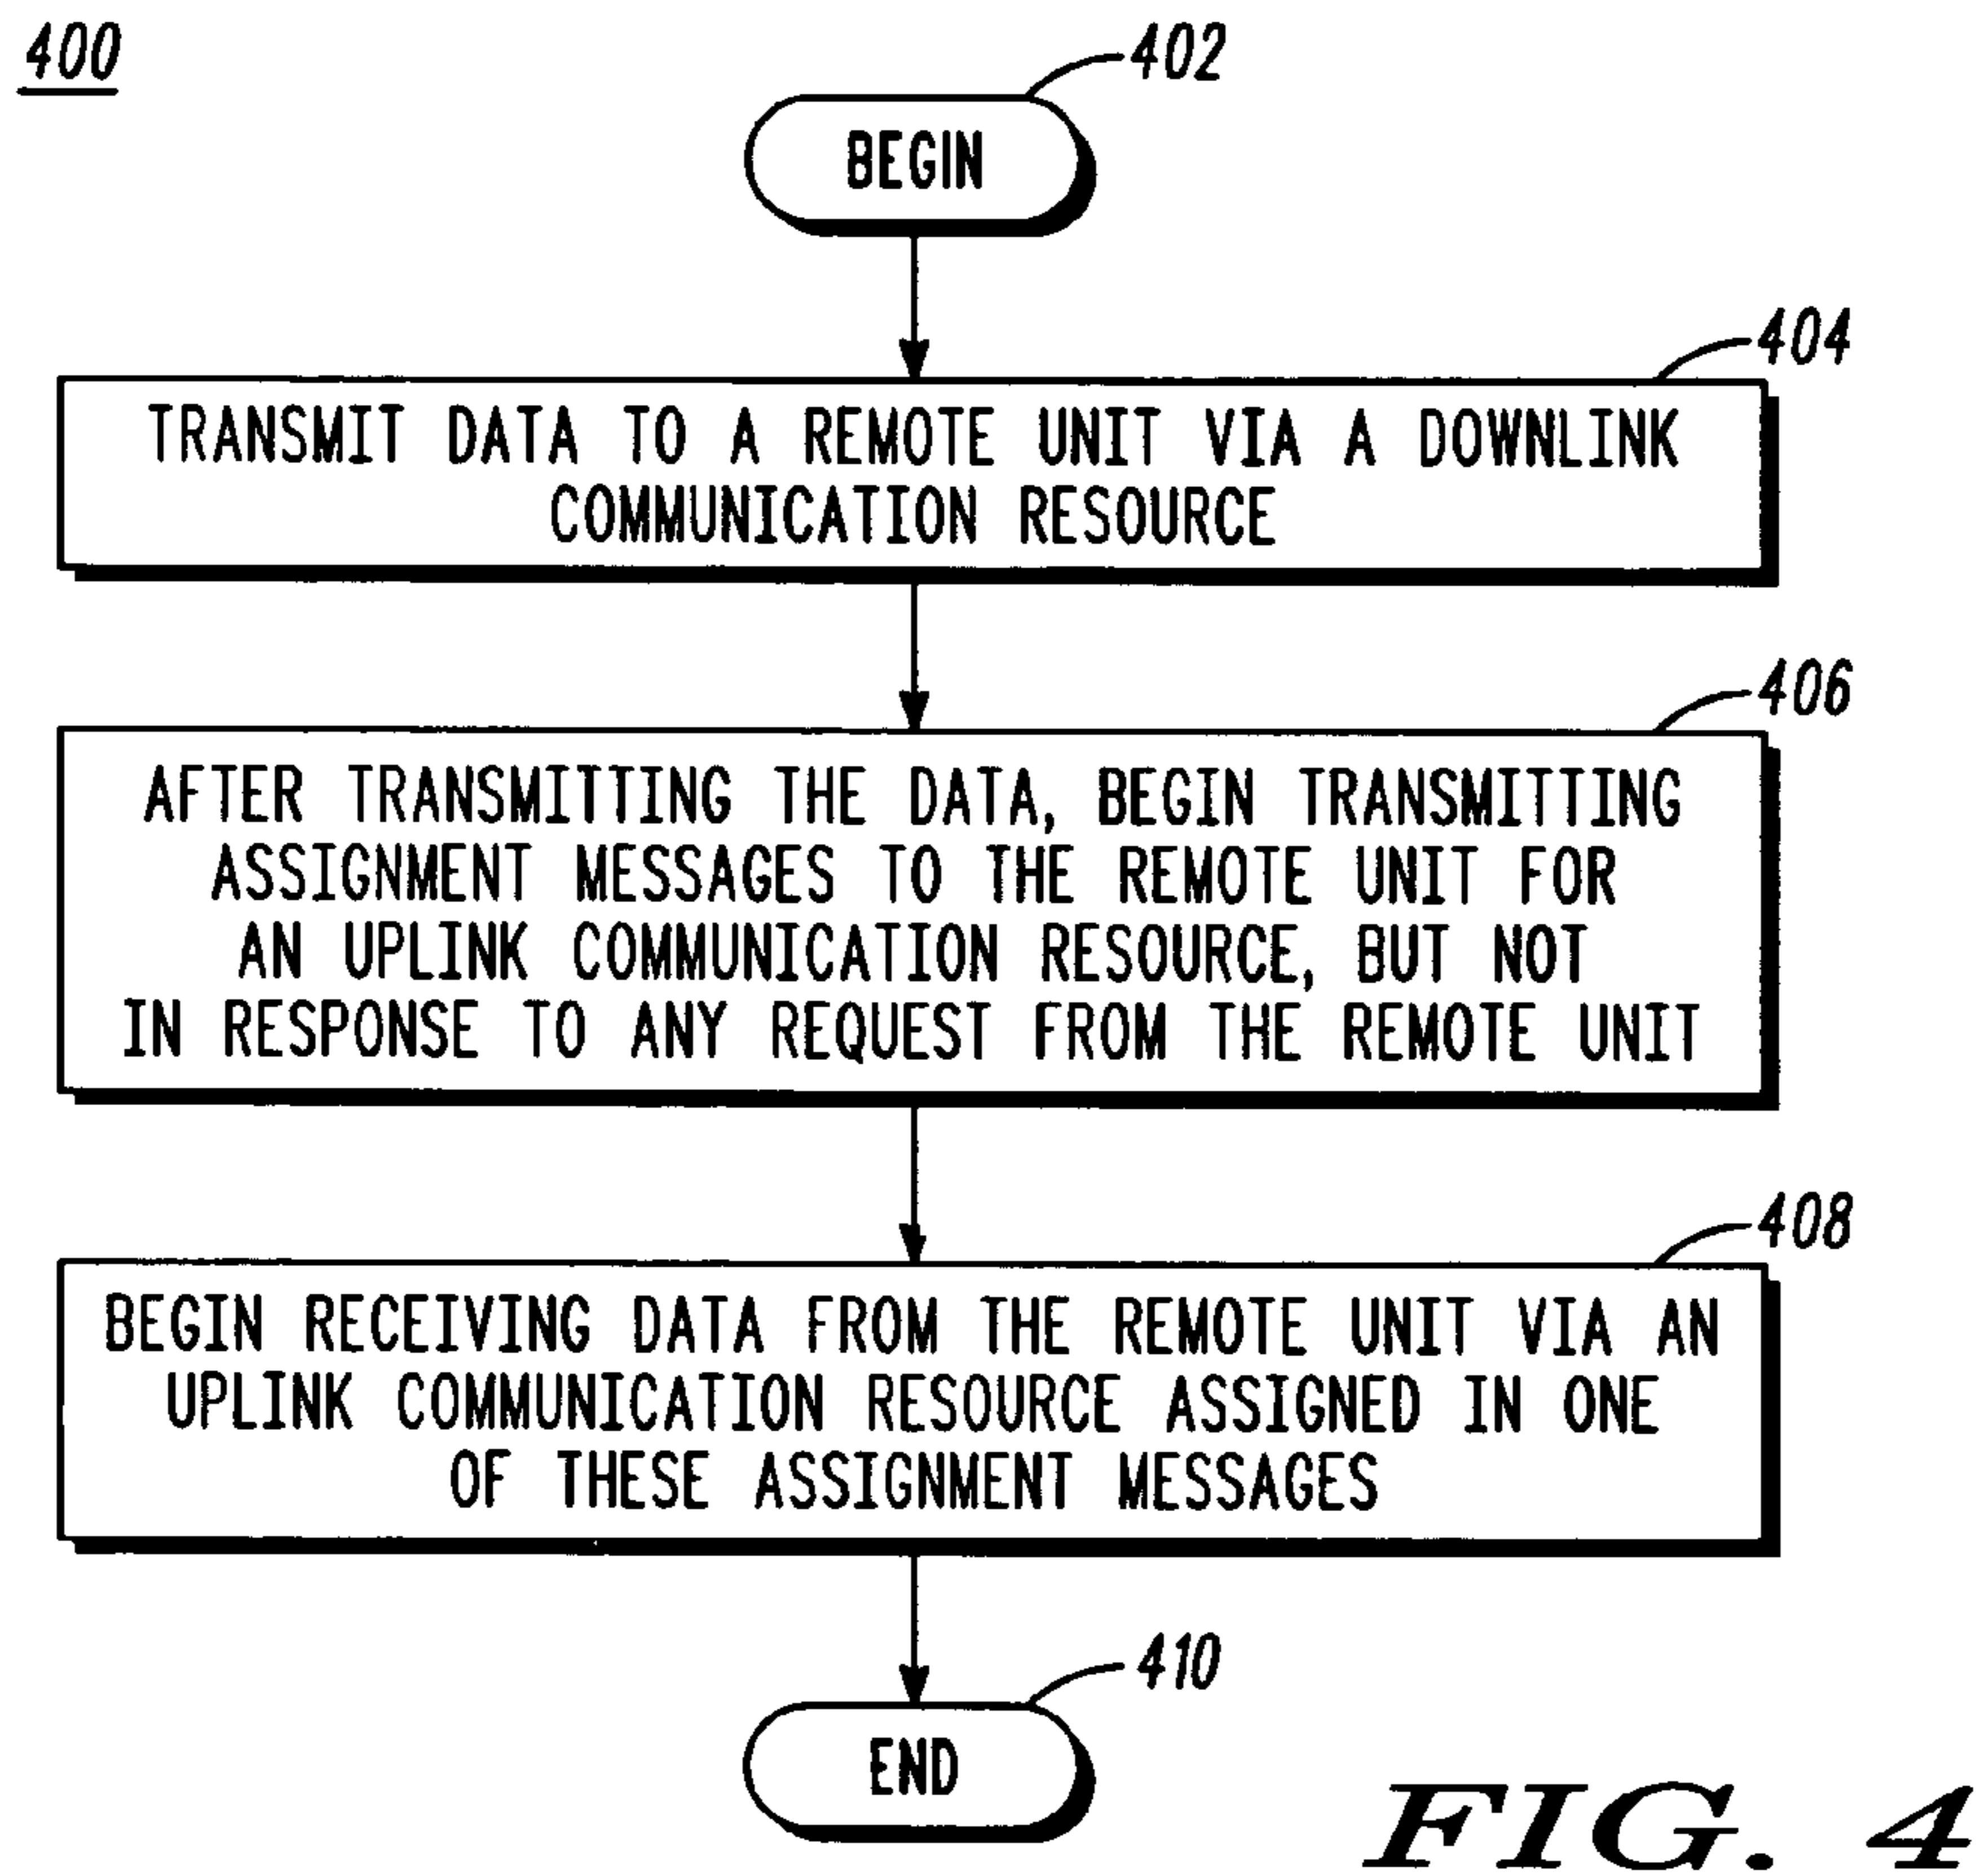 400
402
BEGIN
404
TRANSMIT DATA TO A REMOTE UNIT VIA A DOWNLINK
COMMUNICATION RESOURCE
406
AFTER TRANSMITTING THE DATA, BEGIN TRANSMITTING
ASSIGNMENT MESSAGES TO THE REMOTE UNIT FOR
AN UPLINK COMMUNICATION RESOURCE, BUT NOT
IN RESPONSE TO ANY REQUEST FROM THE REMOTE UNIT
408
BEGIN RECEIVING DATA FROM THE REMOTE UNIT VIA AN
UPLINK COMMUNICATION RESOURCE ASSIGNED IN ONE
OF THESE ASSIGNMENT MESSAGES
410
END
FIG. 4